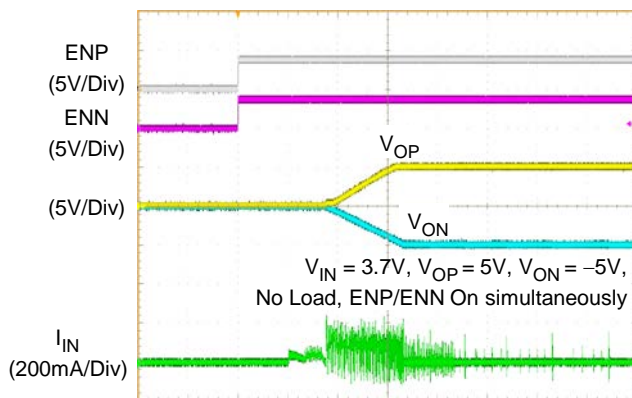 ENP
(5V/Div)
ENN
(5V/Div)
V_OP
(5V/Div)
V_ON
V_IN = 3.7V, V_OP = 5V, V_ON = −5V,
No Load, ENP/ENN On simultaneously
I_IN
(200mA/Div)